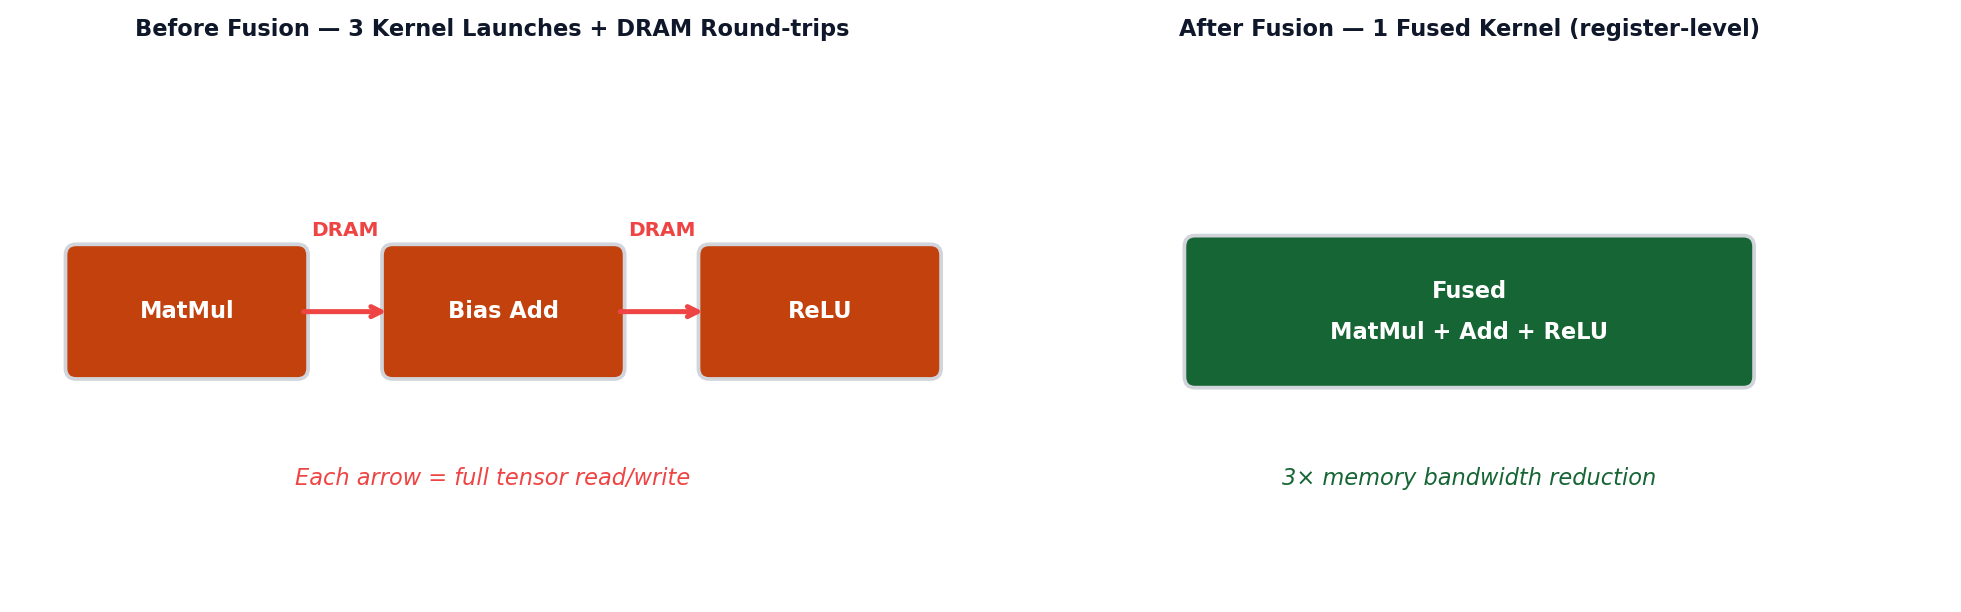 Before Fusion — 3 Kernel Launches + DRAM Round-trips
DRAM
DRAM
MatMul
Bias Add
ReLU
Each arrow = full tensor read/write
After Fusion — 1 Fused Kernel (register-level)
Fused
MatMul + Add + ReLU
3× memory bandwidth reduction